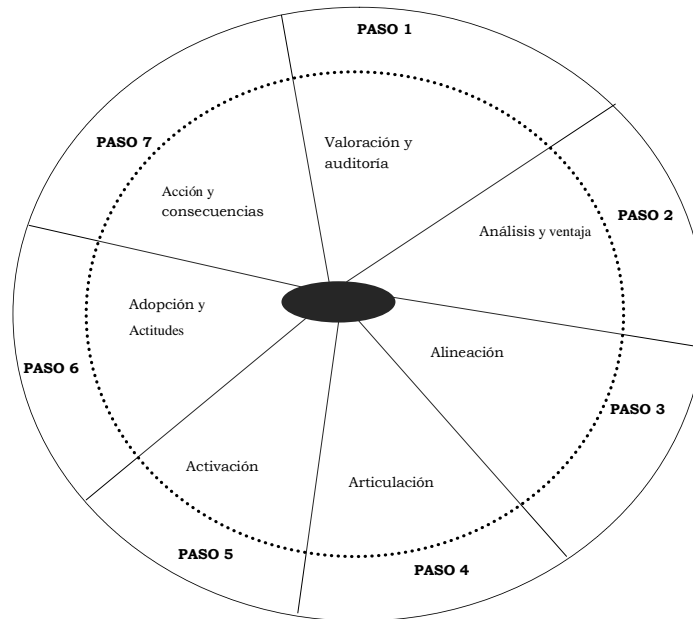 PASO 1
Valoración y
auditoría
PASO 2
Análisis y ventaja
PASO 3
Alineación
PASO 4
Articulación
PASO 5
Activación
PASO 6
Adopción y
Actitudes
PASO 7
Acción y
consecuencias